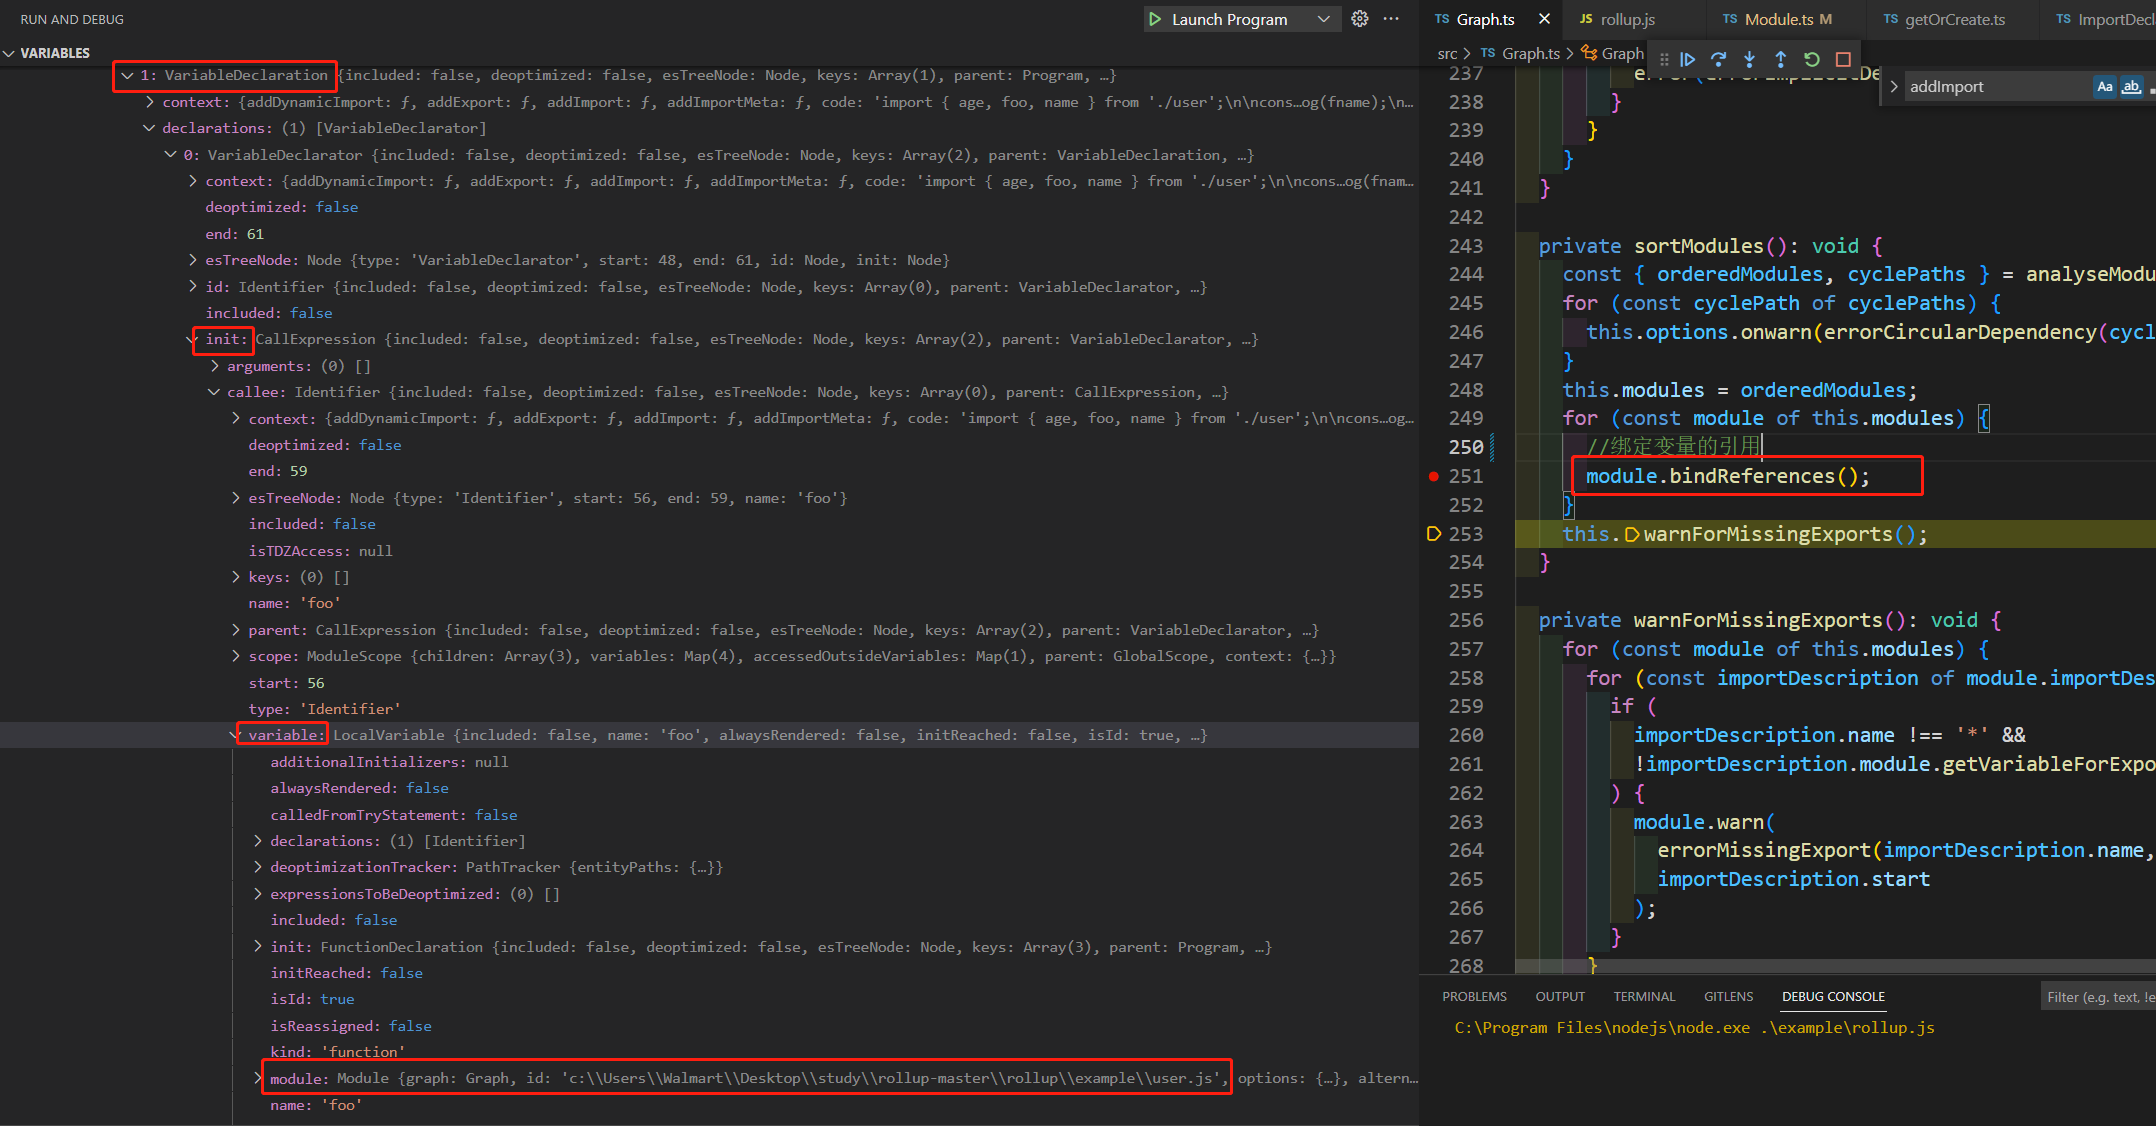 RUN AND DEBUG
Launch Program
VARIABLES
1: VariableDeclaration {included: false, deoptimized: false, esTreeNode: Node, keys: Array(1), parent: Program, …}
context: {addDynamicImport: ƒ, addExport: ƒ, addImport: ƒ, addImportMeta: ƒ, code: 'import { age, foo, name } from './user';\n\ncons…og(fname);\n…
declarations: (1) [VariableDeclarator]
0: VariableDeclarator {included: false, deoptimized: false, esTreeNode: Node, keys: Array(2), parent: VariableDeclaration, …}
context: {addDynamicImport: ƒ, addExport: ƒ, addImport: ƒ, addImportMeta: ƒ, code: 'import { age, foo, name } from './user';\n\ncons…og(fnam…
deoptimized: false
end: 61
esTreeNode: Node {type: 'VariableDeclarator', start: 48, end: 61, id: Node, init: Node}
id: Identifier {included: false, deoptimized: false, esTreeNode: Node, keys: Array(0), parent: VariableDeclarator, …}
included: false
init: CallExpression {included: false, deoptimized: false, esTreeNode: Node, keys: Array(2), parent: VariableDeclarator, …}
arguments: (0) []
callee: Identifier {included: false, deoptimized: false, esTreeNode: Node, keys: Array(0), parent: CallExpression, …}
context: {addDynamicImport: ƒ, addExport: ƒ, addImport: ƒ, addImportMeta: ƒ, code: 'import { age, foo, name } from './user';\n\ncons…og…
deoptimized: false
end: 59
esTreeNode: Node {type: 'Identifier', start: 56, end: 59, name: 'foo'}
included: false
isTDZAccess: null
keys: (0) []
name: 'foo'
parent: CallExpression {included: false, deoptimized: false, esTreeNode: Node, keys: Array(2), parent: VariableDeclarator, …}
scope: ModuleScope {children: Array(3), variables: Map(4), accessedOutsideVariables: Map(1), parent: GlobalScope, context: {…}}
start: 56
type: 'Identifier'
variable: LocalVariable {included: false, name: 'foo', alwaysRendered: false, initReached: false, isId: true, …}
additionalInitializers: null
alwaysRendered: false
calledFromTryStatement: false
declarations: (1) [Identifier]
deoptimizationTracker: PathTracker {entityPaths: {…}}
expressionsToBeDeoptimized: (0) []
included: false
init: FunctionDeclaration {included: false, deoptimized: false, esTreeNode: Node, keys: Array(3), parent: Program, …}
initReached: false
isId: true
isReassigned: false
kind: 'function'
module: Module {graph: Graph, id: 'c:\\Users\\Walmart\\Desktop\\study\\rollup-master\\rollup\\example\\user.js', options: {…}, altern…
name: 'foo'
TS Graph.ts JS rollup.js TS Module.ts M TS getOrCreate.ts TS ImportDecl
src > TS Graph.ts > Graph
addImport Aa ab
237
238 }
239 }
240 }
241 }
242
243 private sortModules(): void {
244 const { orderedModules, cyclePaths } = analyseModu
245 for (const cyclePath of cyclePaths) {
246 this.options.onwarn(errorCircularDependency(cycl
247 }
248 this.modules = orderedModules;
249 for (const module of this.modules) {
250 //绑定变量的引用
251 module.bindReferences();
252 }
253 this.warnForMissingExports();
254 }
255
256 private warnForMissingExports(): void {
257 for (const module of this.modules) {
258 for (const importDescription of module.importDes
259 if (
260 importDescription.name !== '*' &&
261 !importDescription.module.getVariableForExpo
262 ) {
263 module.warn(
264 errorMissingExport(importDescription.name,
265 importDescription.start
266 );
267 }
268 }
PROBLEMS OUTPUT TERMINAL GITLENS DEBUG CONSOLE Filter (e.g. text, !e
C:\Program Files\nodejs\node.exe .\example\rollup.js